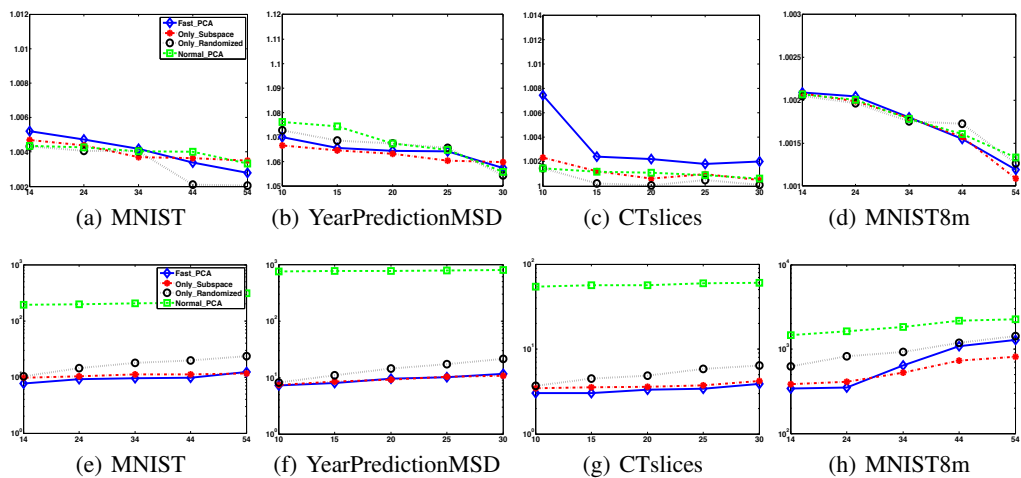 1.012
1.01
1.008
1.006
1.004
1.002
14 24 34 44 54
Fast_PCA
Only_Subspace
Only_Randomized
Normal_PCA
(a) MNIST
1.12
1.11
1.1
1.09
1.08
1.07
1.06
1.05
10 15 20 25 30
(b) YearPredictionMSD
1.014
1.012
1.01
1.008
1.006
1.004
1.002
1
10 15 20 25 30
(c) CTslices
1.003
1.0025
1.002
1.0015
1.001
14 24 34 44 54
(d) MNIST8m
10³
10²
10¹
10⁰
14 24 34 44 54
Fast_PCA
Only_Subspace
Only_Randomized
Normal_PCA
(e) MNIST
10³
10²
10¹
10⁰
10 15 20 25 30
(f) YearPredictionMSD
10²
10¹
10⁰
10 15 20 25 30
(g) CTslices
10⁴
10³
10²
14 24 34 44 54
(h) MNIST8m